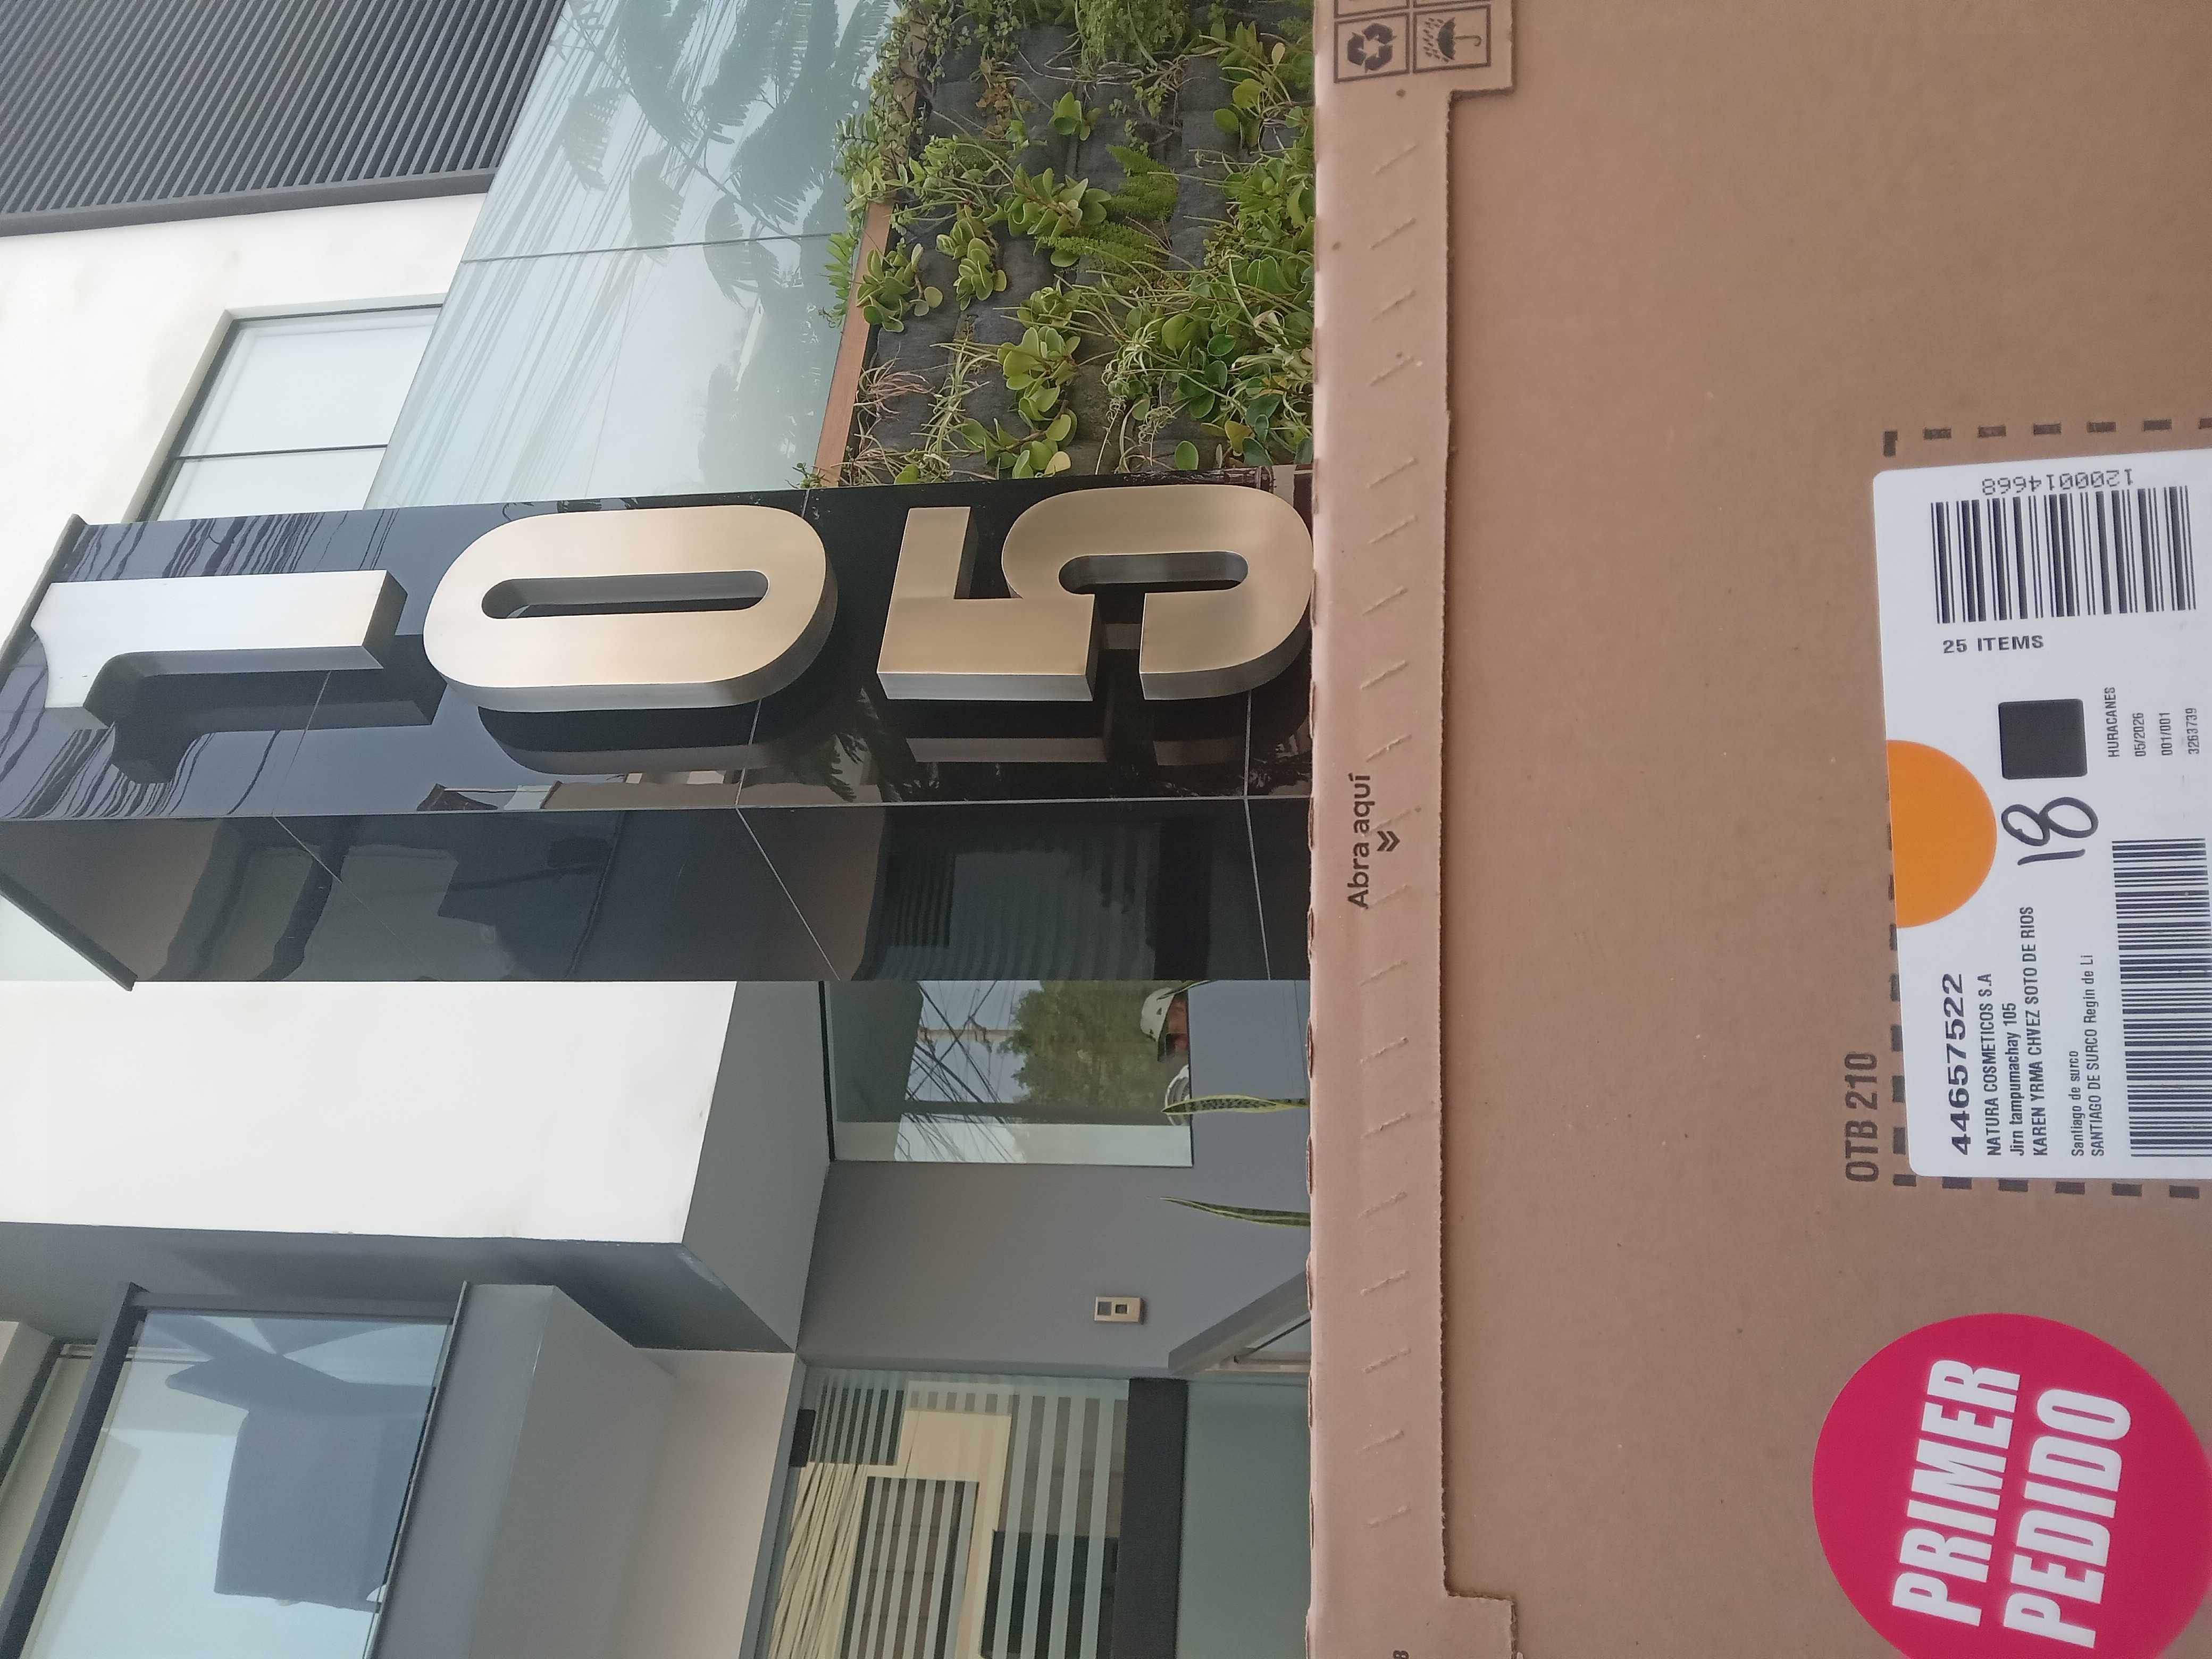 105
Abra aquí
OTB 210
44657522
NATURA COSMETICOS S.A
Jirn tampumachay 105
KAREN YRMA CHVEZ SOTO DE RIOS
Santiago de surco
SANTIAGO DE SURCO Regin de Li
18
25 ITEMS
1200014668
HURACANES
05/2026
001/001
3263739
PRIMER
PEDIDO